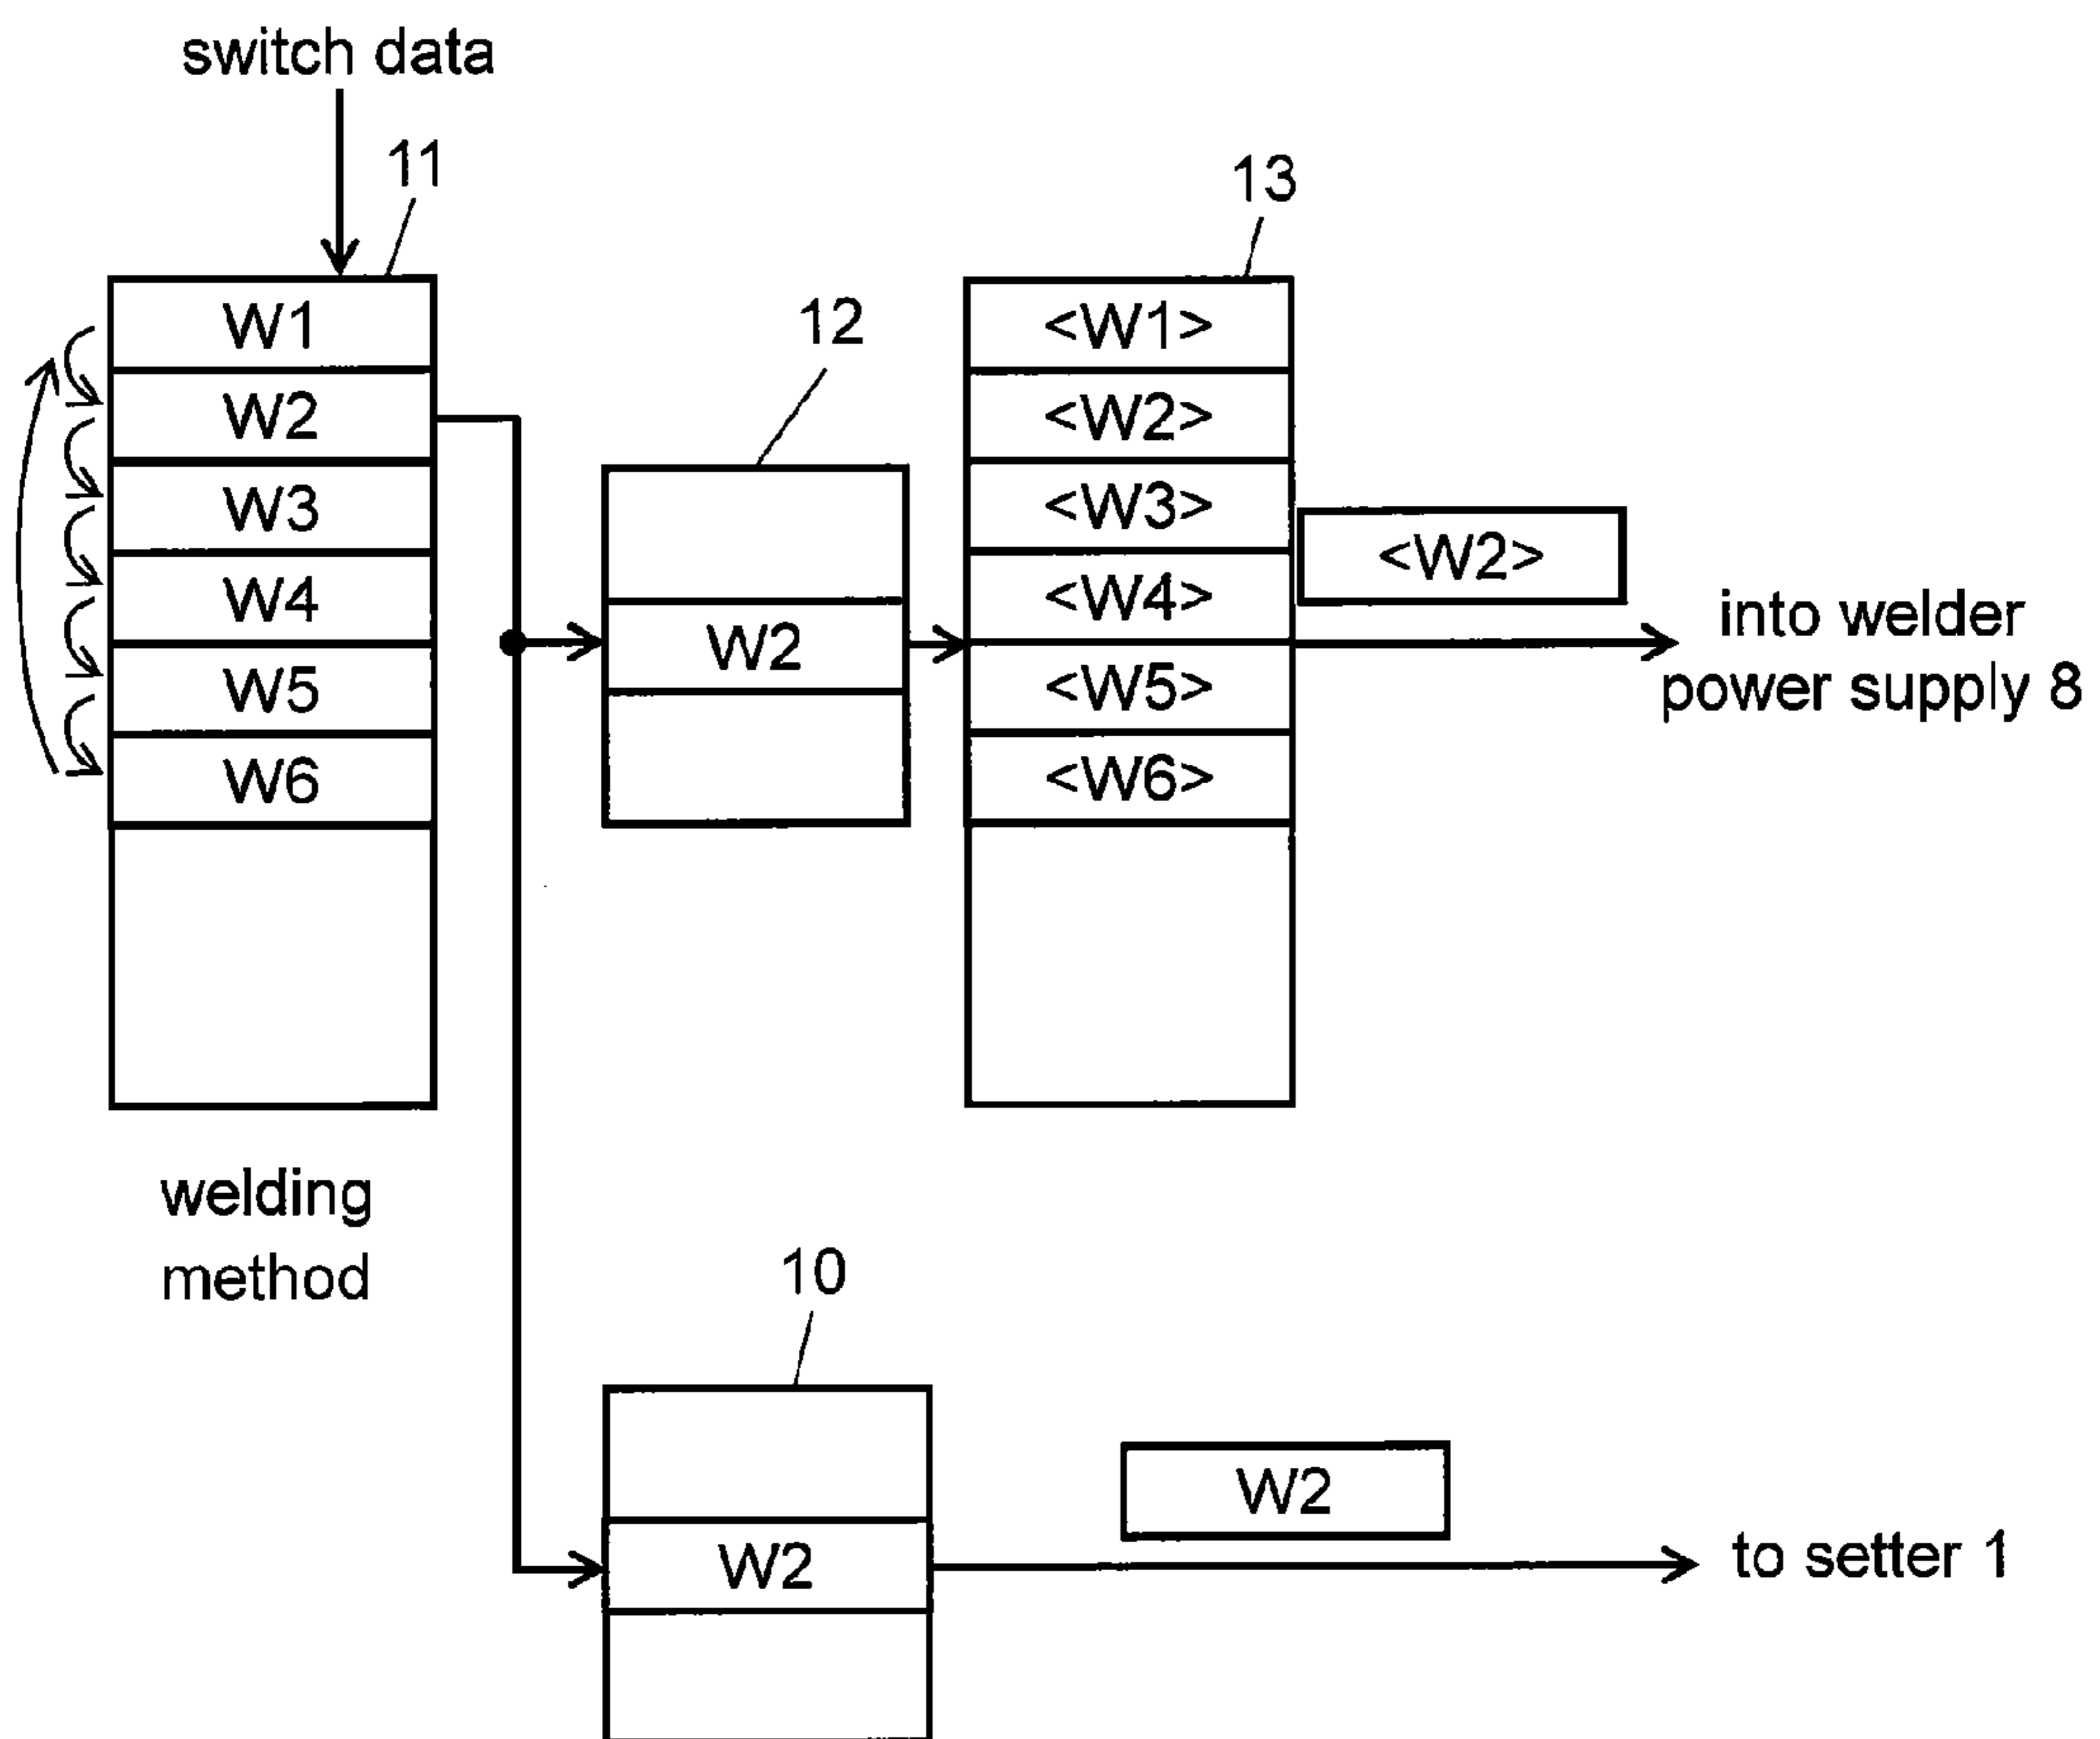 switch data
11
13
12
W1
W2
W3
W4
W5
W6
W2
<W1>
<W2>
<W3>
<W4>
<W5>
<W6>
<W2>
into welder
power supply 8
welding
method
10
W2
W2
to setter 1